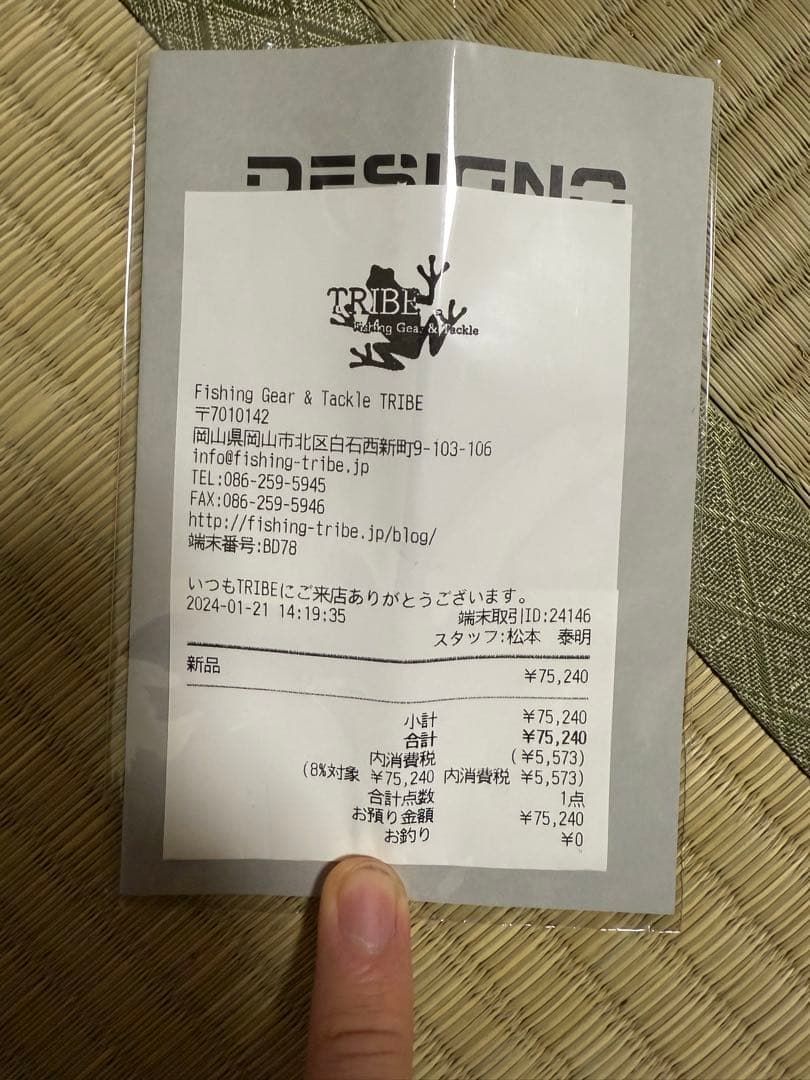 DESIGNO
TRIBE
Fishing Gear & Tackle
Fishing Gear & Tackle TRIBE
〒7010142
岡山県岡山市北区白石西新町9-103-106
info@fishing-tribe.jp
TEL:086-259-5945
FAX:086-259-5946
http://fishing-tribe.jp/blog/
端末番号:BD78
いつもTRIBEにご来店ありがとうございます。
2024-01-21 14:19:35 端末取引ID:24146
スタッフ:松本 泰明
新品 ¥75,240
小計 ¥75,240
合計 ¥75,240
内消費税 (¥5,573)
(8%対象 ¥75,240 内消費税 ¥5,573)
合計点数 1点
お預り金額 ¥75,240
お釣り ¥0